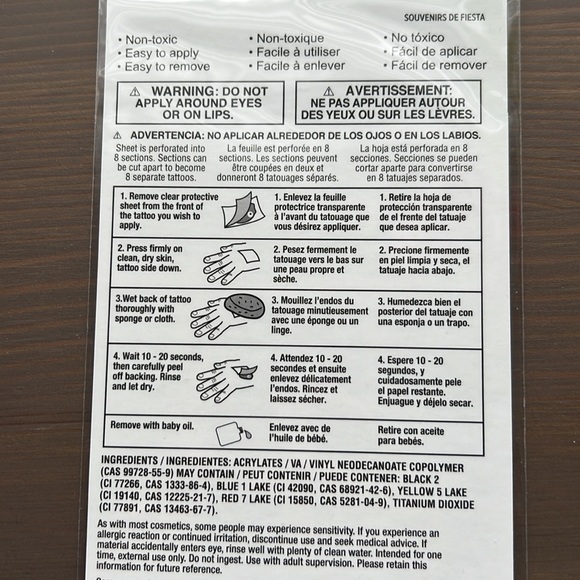 SOUVENIRS DE FIESTA
• Non-toxic
• Easy to apply
• Easy to remove
• Non-toxique
• Facile à utiliser
• Facile à enlever
• No tóxico
• Fácil de aplicar
• Fácil de remover
⚠ WARNING: DO NOT
APPLY AROUND EYES
OR ON LIPS.
⚠ AVERTISSEMENT:
NE PAS APPLIQUER AUTOUR
DES YEUX OU SUR LES LÈVRES.
⚠ ADVERTENCIA: NO APLICAR ALREDEDOR DE LOS OJOS O EN LOS LABIOS.
Sheet is perforated into
8 sections. Sections can
be cut apart to become
8 separate tattoos.
La feuille est perforée en 8
sections. Les sections peuvent
être coupées en deux et
donneront 8 tatouages séparés.
La hoja está perforada en 8
secciones. Secciones se pueden
cortar aparte para convertirse
en 8 tatuajes separados.
1. Remove clear protective
sheet from the front of
the tattoo you wish to
apply.
1. Enlevez la feuille
protectrice transparente
à l'avant du tatouage que
vous désirez appliquer.
1. Retire la hoja de
protección transparente
de el frente del tatuaje
que desea aplicar.
2. Press firmly on
clean, dry skin,
tattoo side down.
2. Pesez fermement le
tatouage vers le bas sur
une peau propre et
sèche.
2. Precione firmemente
en piel limpia y seca, el
tatuaje hacia abajo.
3.Wet back of tattoo
thoroughly with
sponge or cloth.
3. Mouillez l'endos du
tatouage minutieusement
avec une éponge ou un
linge.
3. Humedezca bien el
posterior del tatuaje con
una esponja o un trapo.
4. Wait 10 - 20 seconds,
then carefully peel
off backing. Rinse
and let dry.
4. Attendez 10 - 20
secondes et ensuite
enlevez délicatement
l'endos. Rincez et
laissez sécher.
4. Espere 10 - 20
segundos, y
cuidadosamente pele
el papel restante.
Enjuague y déjelo secar.
Remove with baby oil.
Enlevez avec de
l'huile de bébé.
Retire con aceite
para bebés.
INGREDIENTS / INGREDIENTES: ACRYLATES / VA / VINYL NEODECANOATE COPOLYMER
(CAS 99728-55-9) MAY CONTAIN / PEUT CONTENIR / PUEDE CONTENER: BLACK 2
(CI 77266, CAS 1333-86-4), BLUE 1 LAKE (CI 42090, CAS 68921-42-6), YELLOW 5 LAKE
(CI 19140, CAS 12225-21-7), RED 7 LAKE (CI 15850, CAS 5281-04-9), TITANIUM DIOXIDE
(CI 77891, CAS 13463-67-7).
As with most cosmetics, some people may experience sensitivity. If you experience an
allergic reaction or continued irritation, discontinue use and seek medical advice. If
material accidentally enters eye, rinse well with plenty of clean water. Intended for one
time, external use only. Do not ingest. Use with adult supervision. Please retain this
information for future reference.